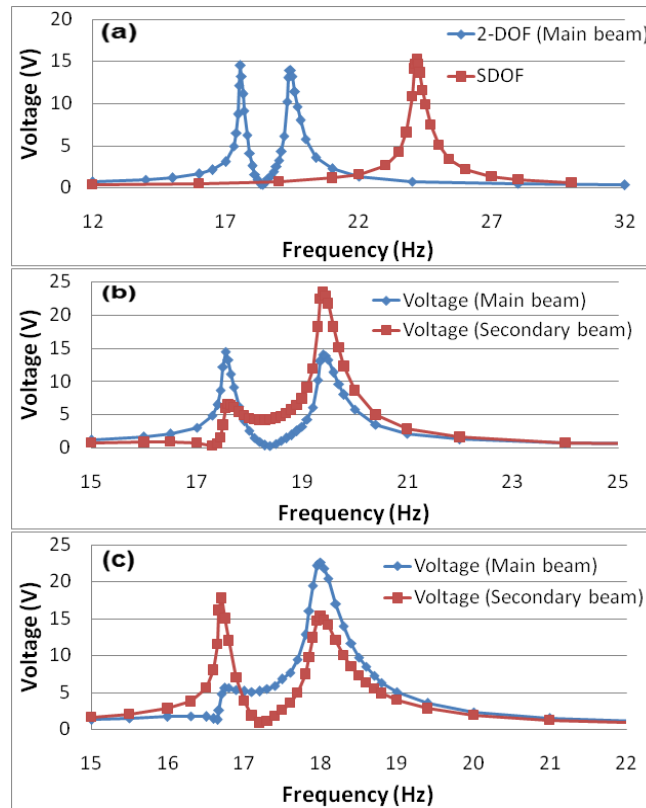 (a)
20
15
10
5
0
Voltage (V)
2-DOF (Main beam)
SDOF
12 17 22 27 32
Frequency (Hz)
(b)
25
20
15
10
5
0
Voltage (V)
Voltage (Main beam)
Voltage (Secondary beam)
15 17 19 21 23 25
Frequency (Hz)
(c)
25
20
15
10
5
0
Voltage (V)
Voltage (Main beam)
Voltage (Secondary beam)
15 16 17 18 19 20 21 22
Frequency (Hz)